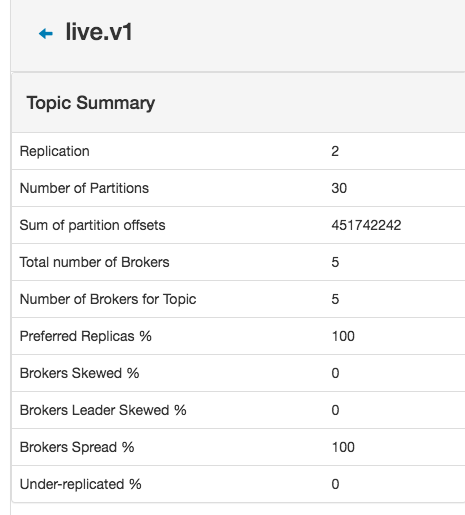 live.v1
Topic Summary
Replication 2
Number of Partitions 30
Sum of partition offsets 451742242
Total number of Brokers 5
Number of Brokers for Topic 5
Preferred Replicas % 100
Brokers Skewed % 0
Brokers Leader Skewed % 0
Brokers Spread % 100
Under-replicated % 0